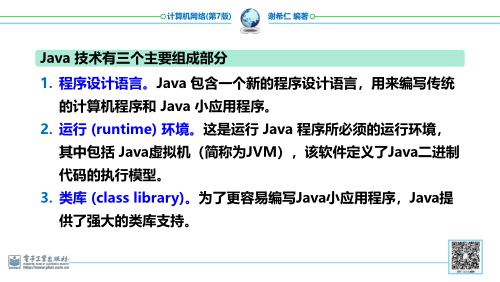 计算机网络(第7版)
谢希仁 编著
Java 技术有三个主要组成部分
1. 程序设计语言。Java 包含一个新的程序设计语言，用来编写传统
的计算机程序和 Java 小应用程序。
2. 运行 (runtime) 环境。这是运行 Java 程序所必须的运行环境，
其中包括 Java虚拟机（简称为JVM），该软件定义了Java二进制
代码的执行模型。
3. 类库 (class library)。为了更容易编写Java小应用程序，Java提
供了强大的类库支持。
电子工业出版社
http://www.phei.com.cn